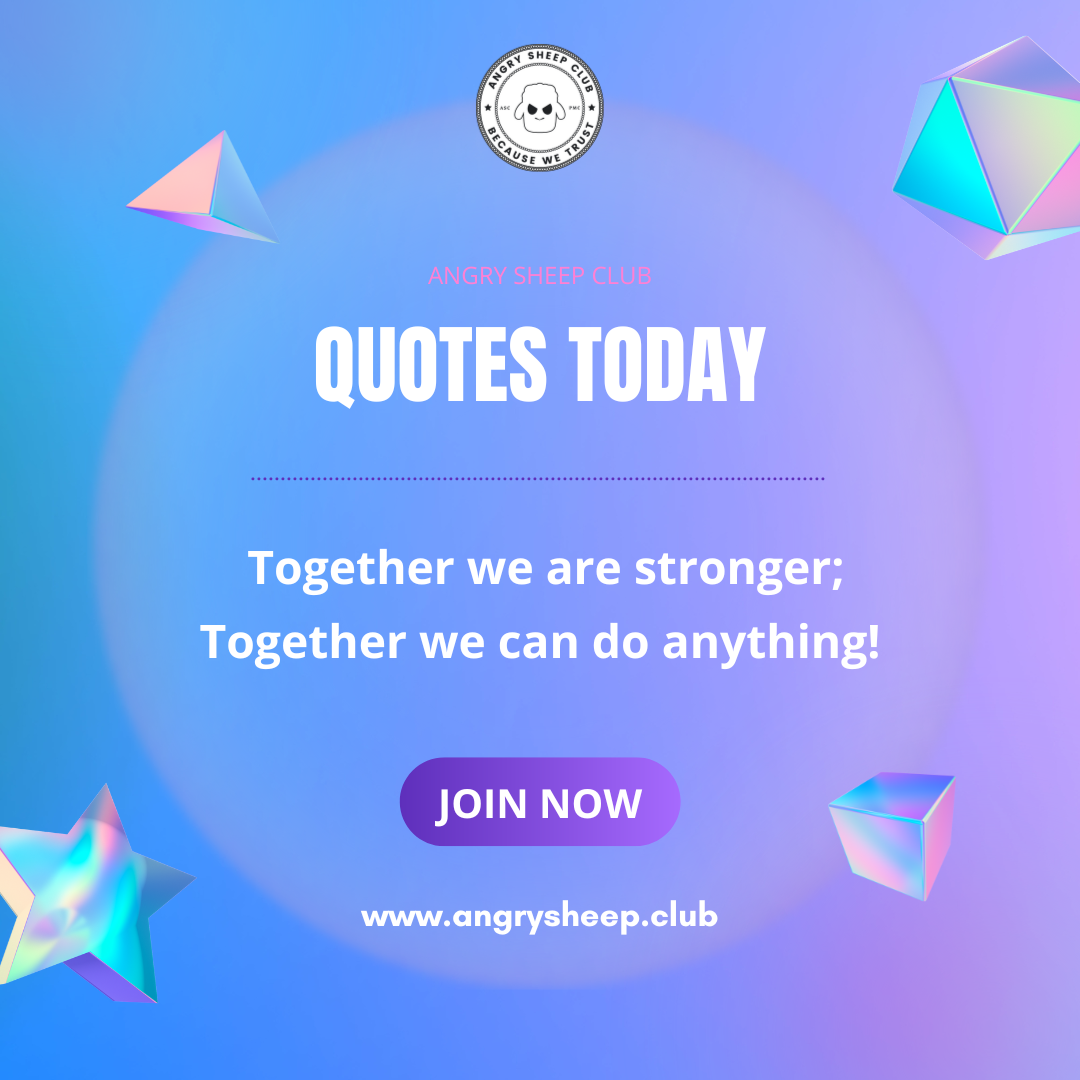 ANGRY SHEEP CLUB
ASC PMC
BECAUSE WE TRUST
ANGRY SHEEP CLUB
QUOTES TODAY
Together we are stronger;
Together we can do anything!
JOIN NOW
www.angrysheep.club